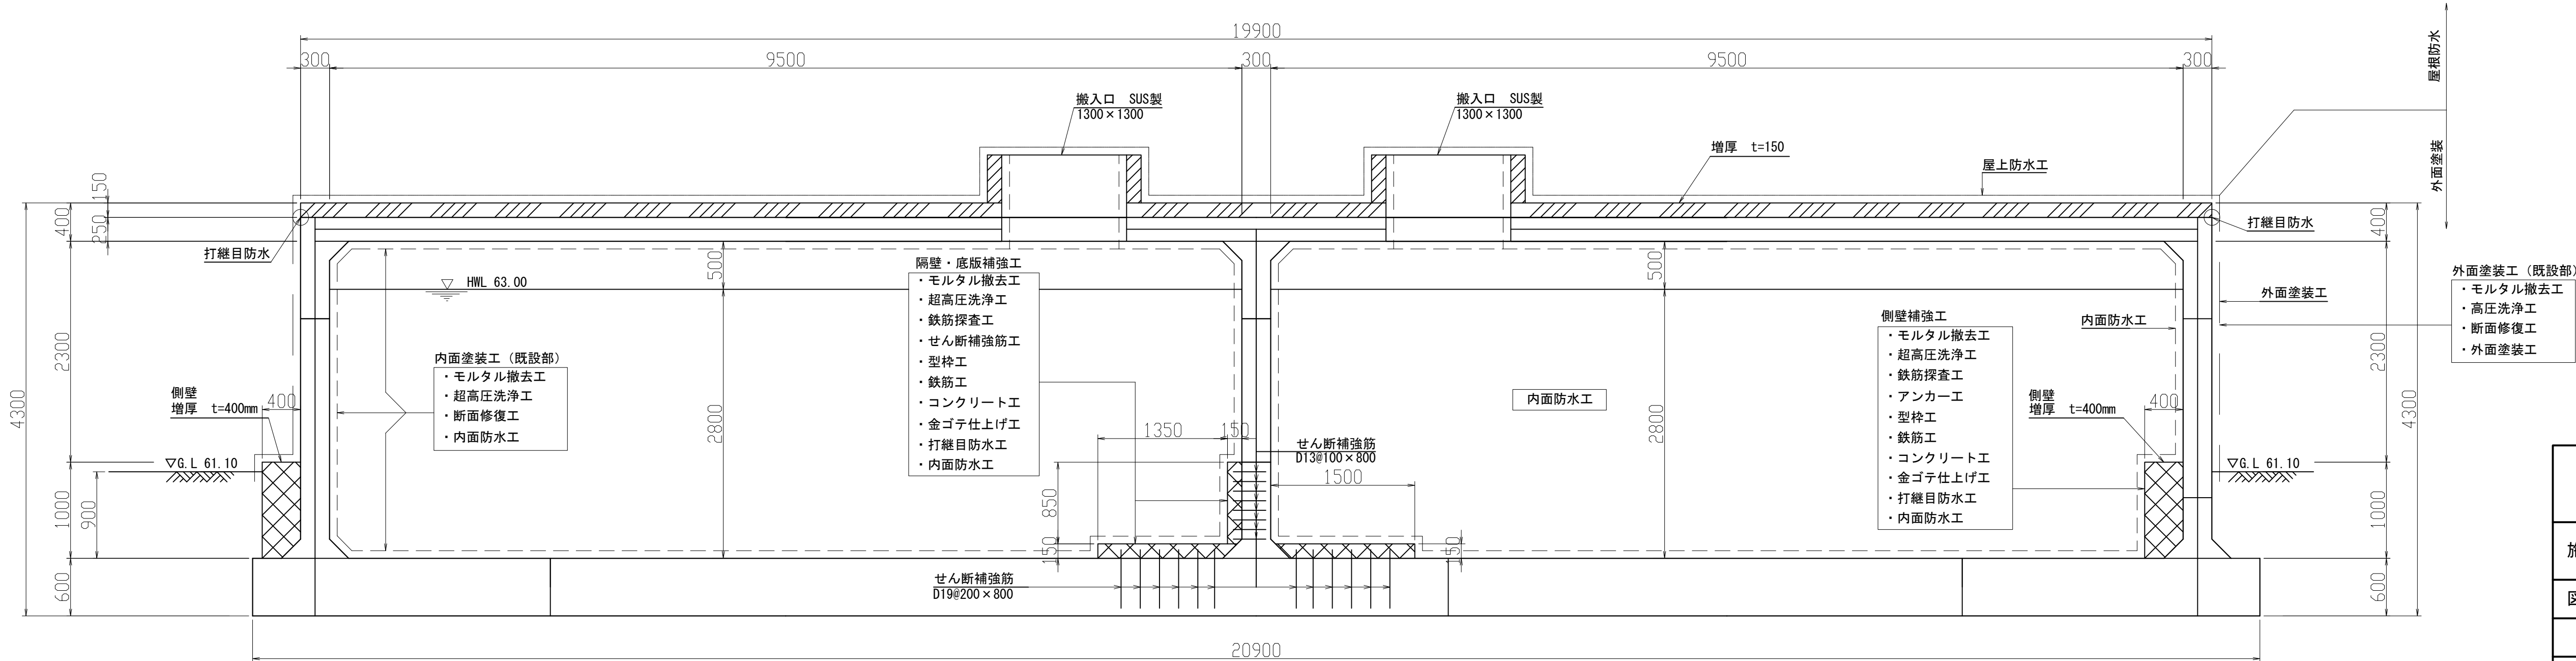 19900
300
9500
300
9500
300
屋根防水
外面塗装
搬入口 SUS製
1300×1300
搬入口 SUS製
1300×1300
増厚 t=150
屋上防水工
150
400
250
打継目防水
400
打継目防水
HWL 63.00
500
500
隔壁・底版補強工
・モルタル撤去工
・超高圧洗浄工
・鉄筋探査工
・せん断補強筋工
・型枠工
・鉄筋工
・コンクリート工
・金ゴテ仕上げ工
・打継目防水工
・内面防水工
外面塗装工(既設部)
・モルタル撤去工
・高圧洗浄工
・断面修復工
・外面塗装工
外面塗装工
内面防水工
側壁補強工
・モルタル撤去工
・超高圧洗浄工
・鉄筋探査工
・アンカー工
・型枠工
・鉄筋工
・コンクリート工
・金ゴテ仕上げ工
・打継目防水工
・内面防水工
内面塗装工(既設部)
・モルタル撤去工
・超高圧洗浄工
・断面修復工
・内面防水工
2300
2300
4300
4300
側壁
増厚 t=400mm
400
側壁
増厚 t=400mm
400
内面防水工
2800
2800
1350
150
せん断補強筋
D13@100×800
1500
▽G.L 61.10
▽G.L 61.10
1000
900
850
150
150
1000
せん断補強筋
D19@200×800
600
600
20900